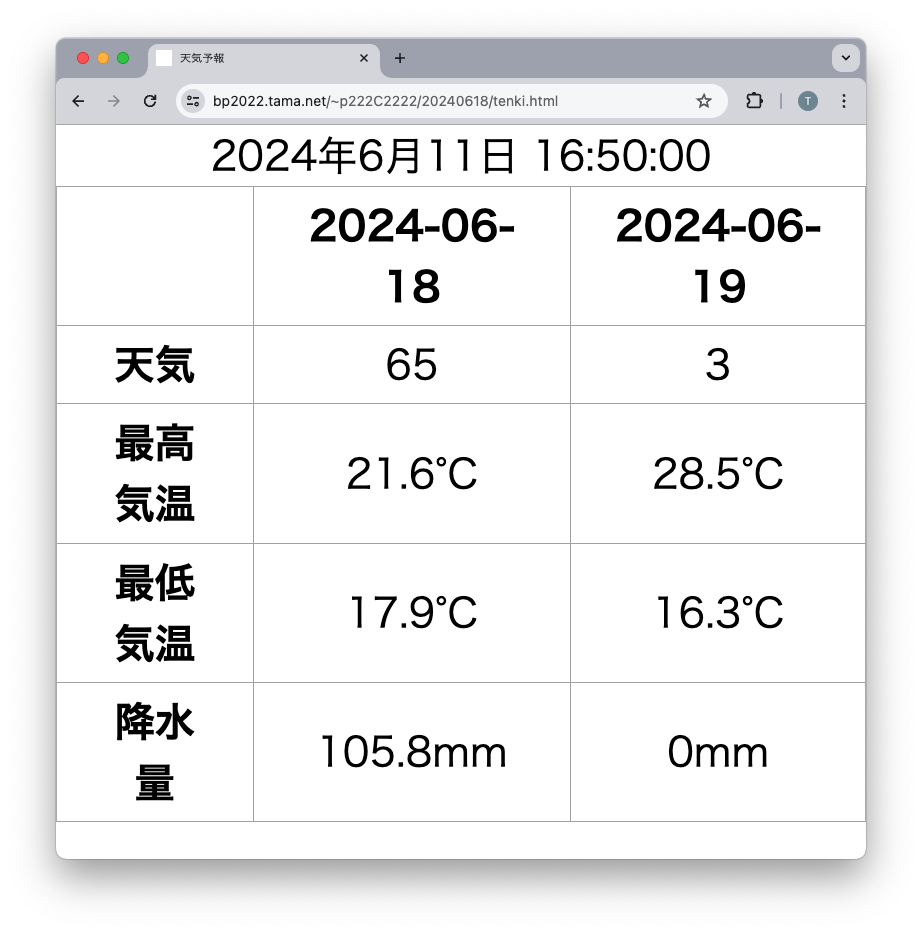 天気予報
bp2022.tama.net/~p222C2222/20240618/tenki.html
T
2024年6月11日 16:50:00
2024-06-
18
2024-06-
19
天気
65
3
最高
気温
21.6℃
28.5℃
最低
気温
17.9℃
16.3℃
降水
量
105.8mm
0mm